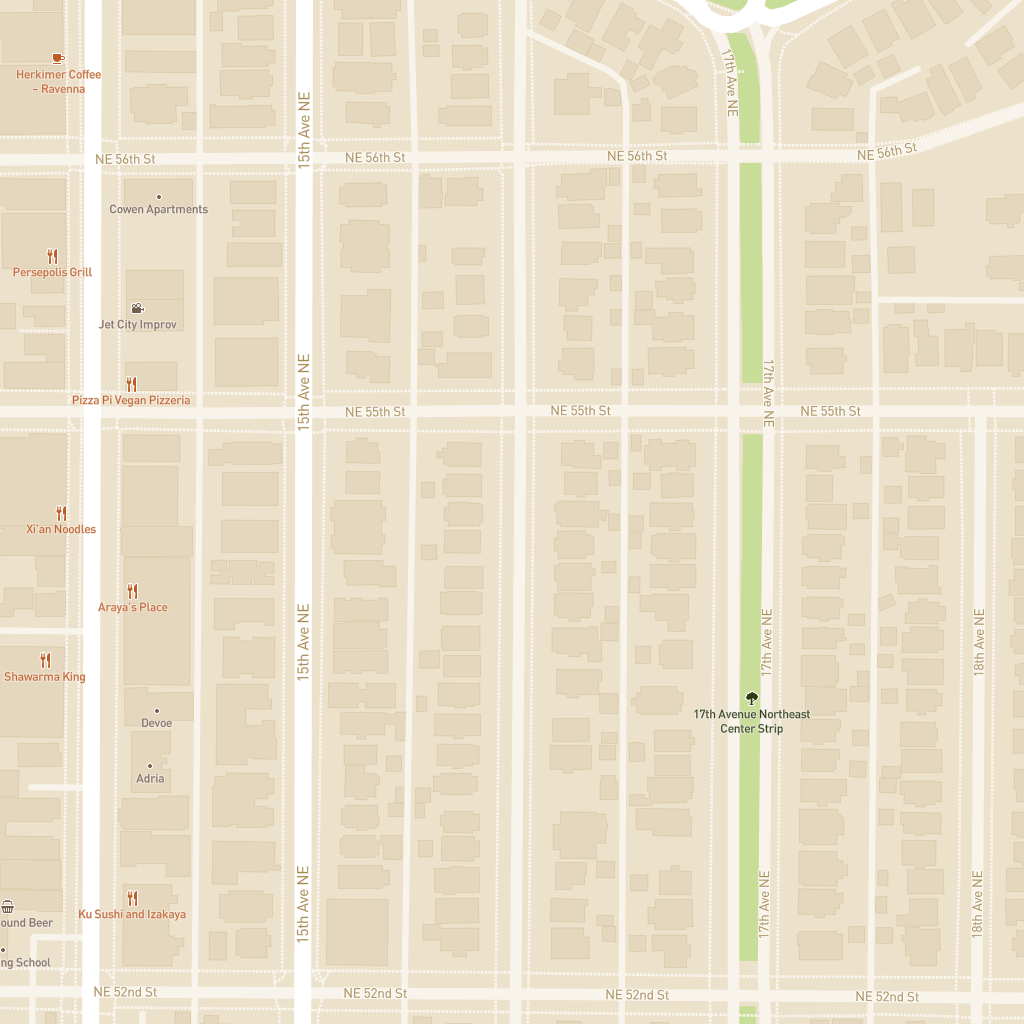 17th Ave NE
Herkimer Coffee
– Ravenna
15th Ave NE
NE 56th St
NE 56th St
NE 56th St
NE 56th St
Cowen Apartments
Persepolis Grill
Jet City Improv
15th Ave NE
17th Ave NE
Pizza Pi Vegan Pizzeria
NE 55th St
NE 55th St
NE 55th St
Xi'an Noodles
Araya's Place
15th Ave NE
17th Ave NE
18th Ave NE
Shawarma King
17th Avenue Northeast
Center Strip
Devoe
Adria
15th Ave NE
17th Ave NE
18th Ave NE
Ku Sushi and Izakaya
ound Beer
ng School
NE 52nd St
NE 52nd St
NE 52nd St
NE 52nd St